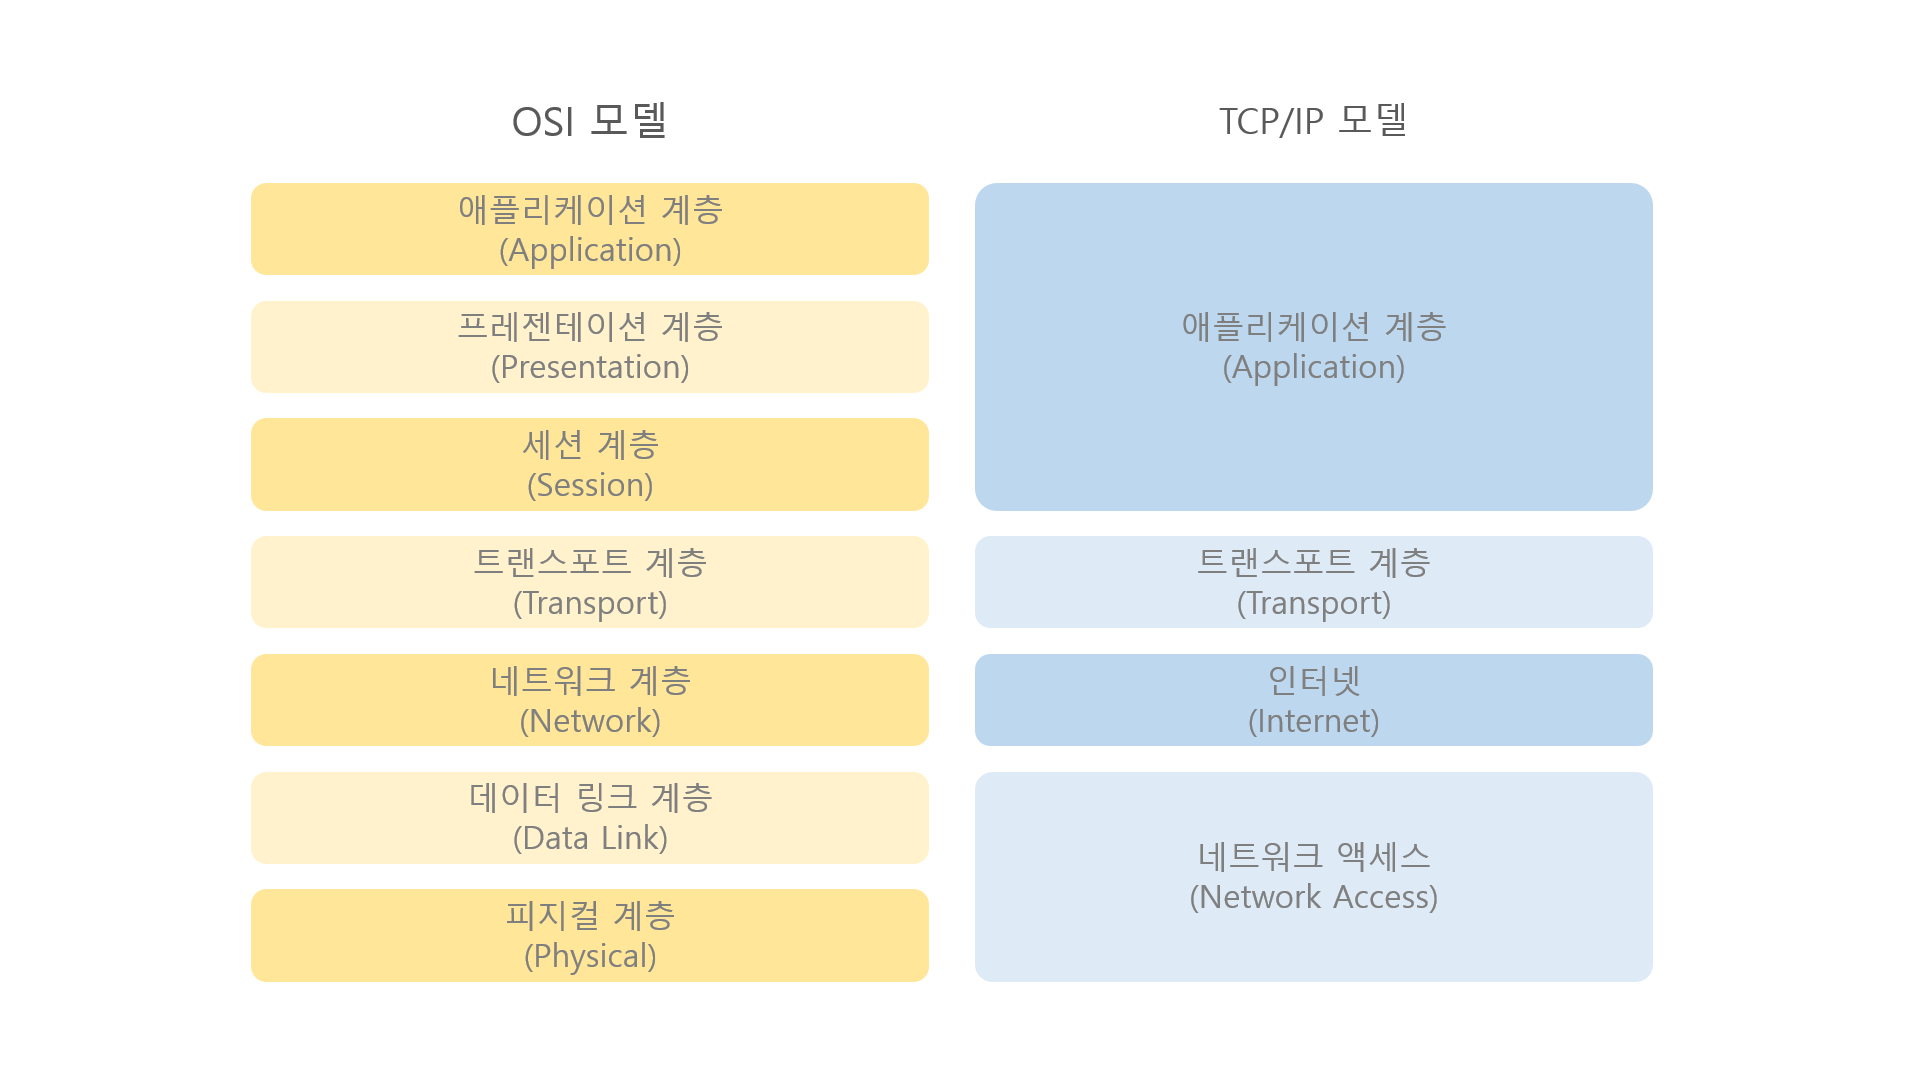 OSI 모델
애플리케이션 계층
(Application)
프레젠테이션 계층
(Presentation)
세션 계층
(Session)
트랜스포트 계층
(Transport)
네트워크 계층
(Network)
데이터 링크 계층
(Data Link)
피지컬 계층
(Physical)
TCP/IP 모델
애플리케이션 계층
(Application)
트랜스포트 계층
(Transport)
인터넷
(Internet)
네트워크 액세스
(Network Access)